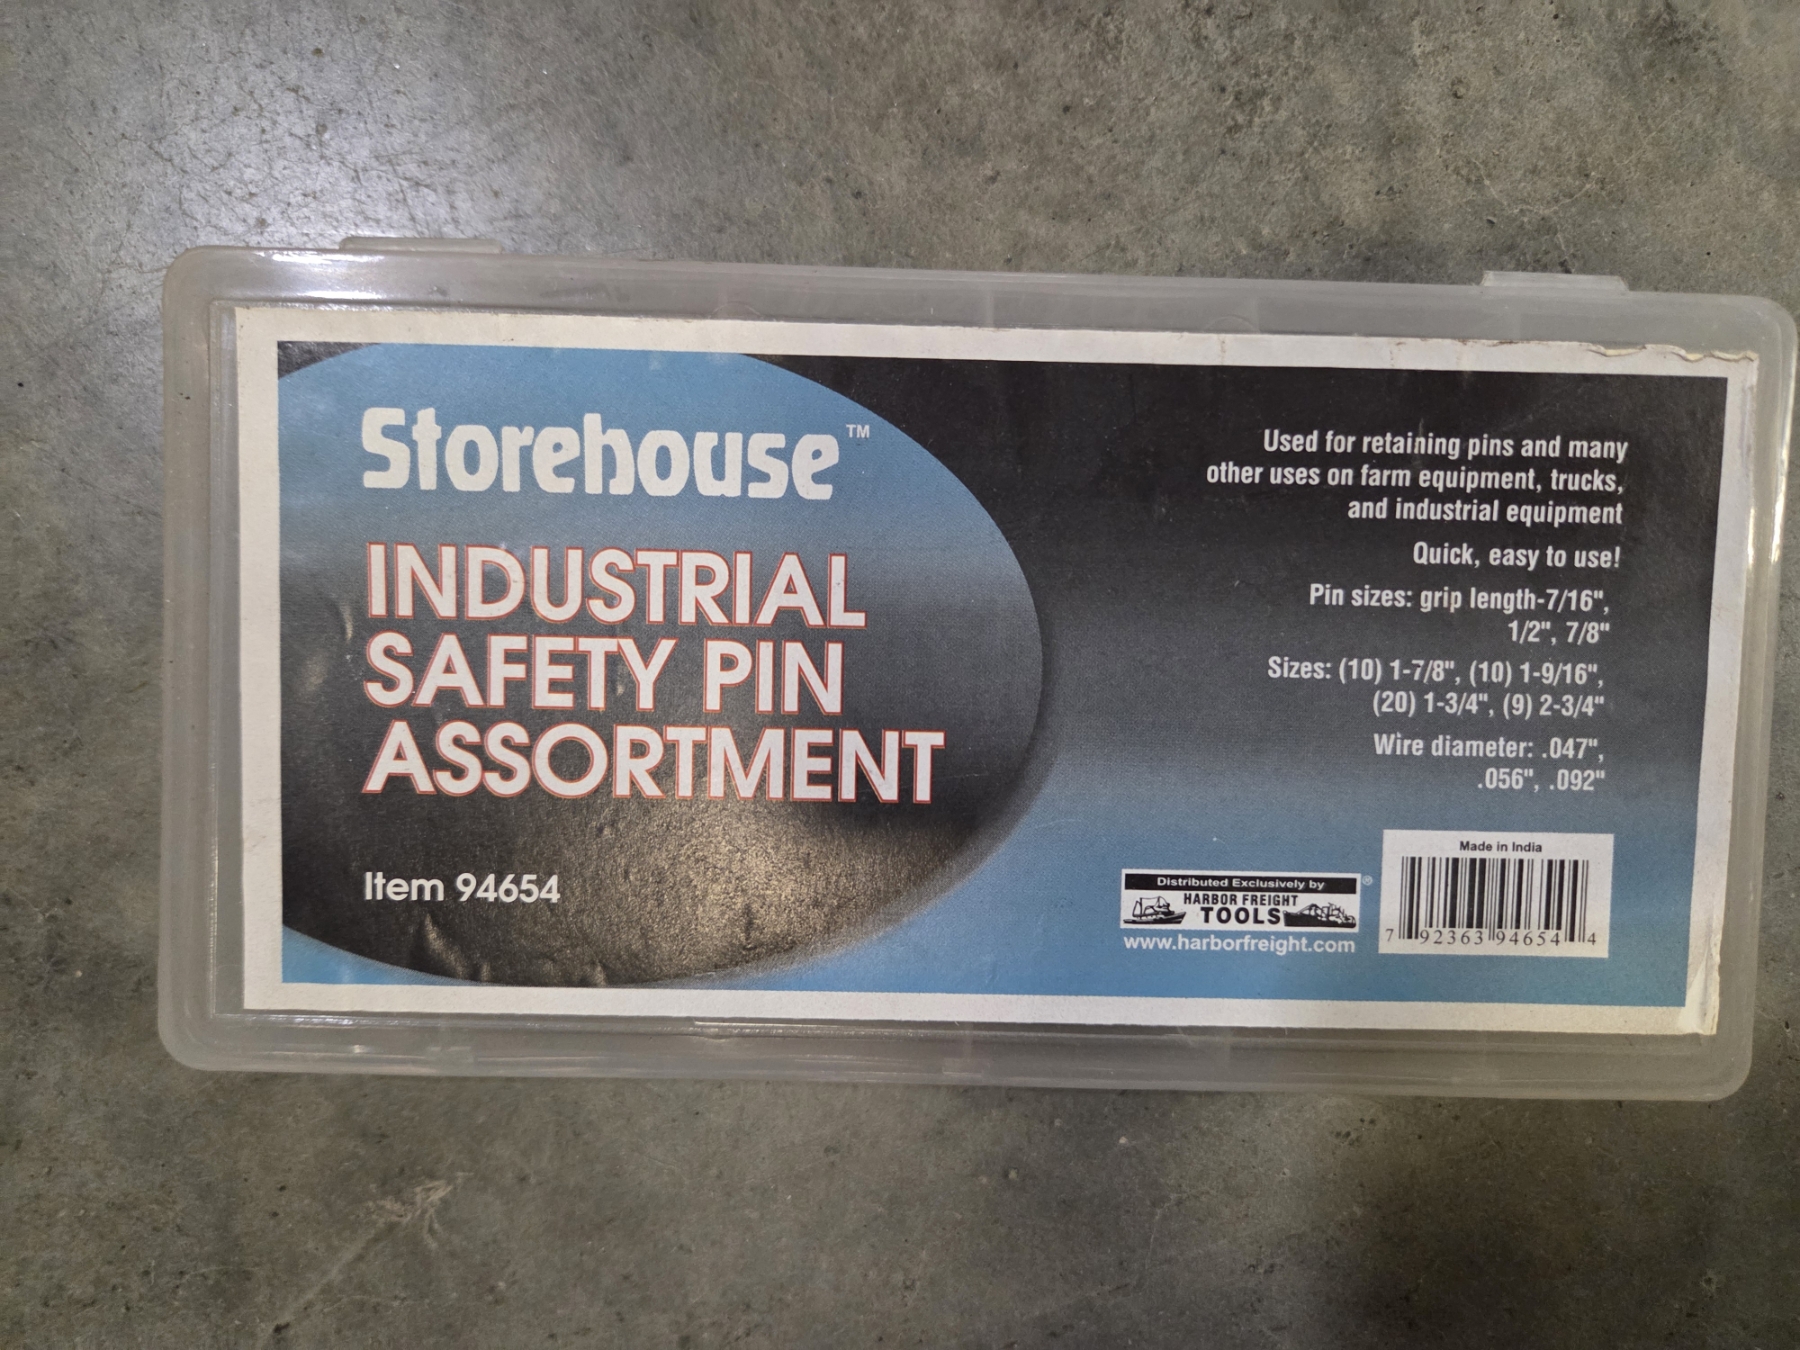 Storehouse™
INDUSTRIAL
SAFETY PIN
ASSORTMENT
Item 94654
Used for retaining pins and many
other uses on farm equipment, trucks,
and industrial equipment
Quick, easy to use!
Pin sizes: grip length-7/16",
1/2", 7/8"
Sizes: (10) 1-7/8", (10) 1-9/16",
(20) 1-3/4", (9) 2-3/4"
Wire diameter: .047",
.056", .092"
Distributed Exclusively by
HARBOR FREIGHT
TOOLS®
www.harborfreight.com
Made in India
7 92363 94654 4